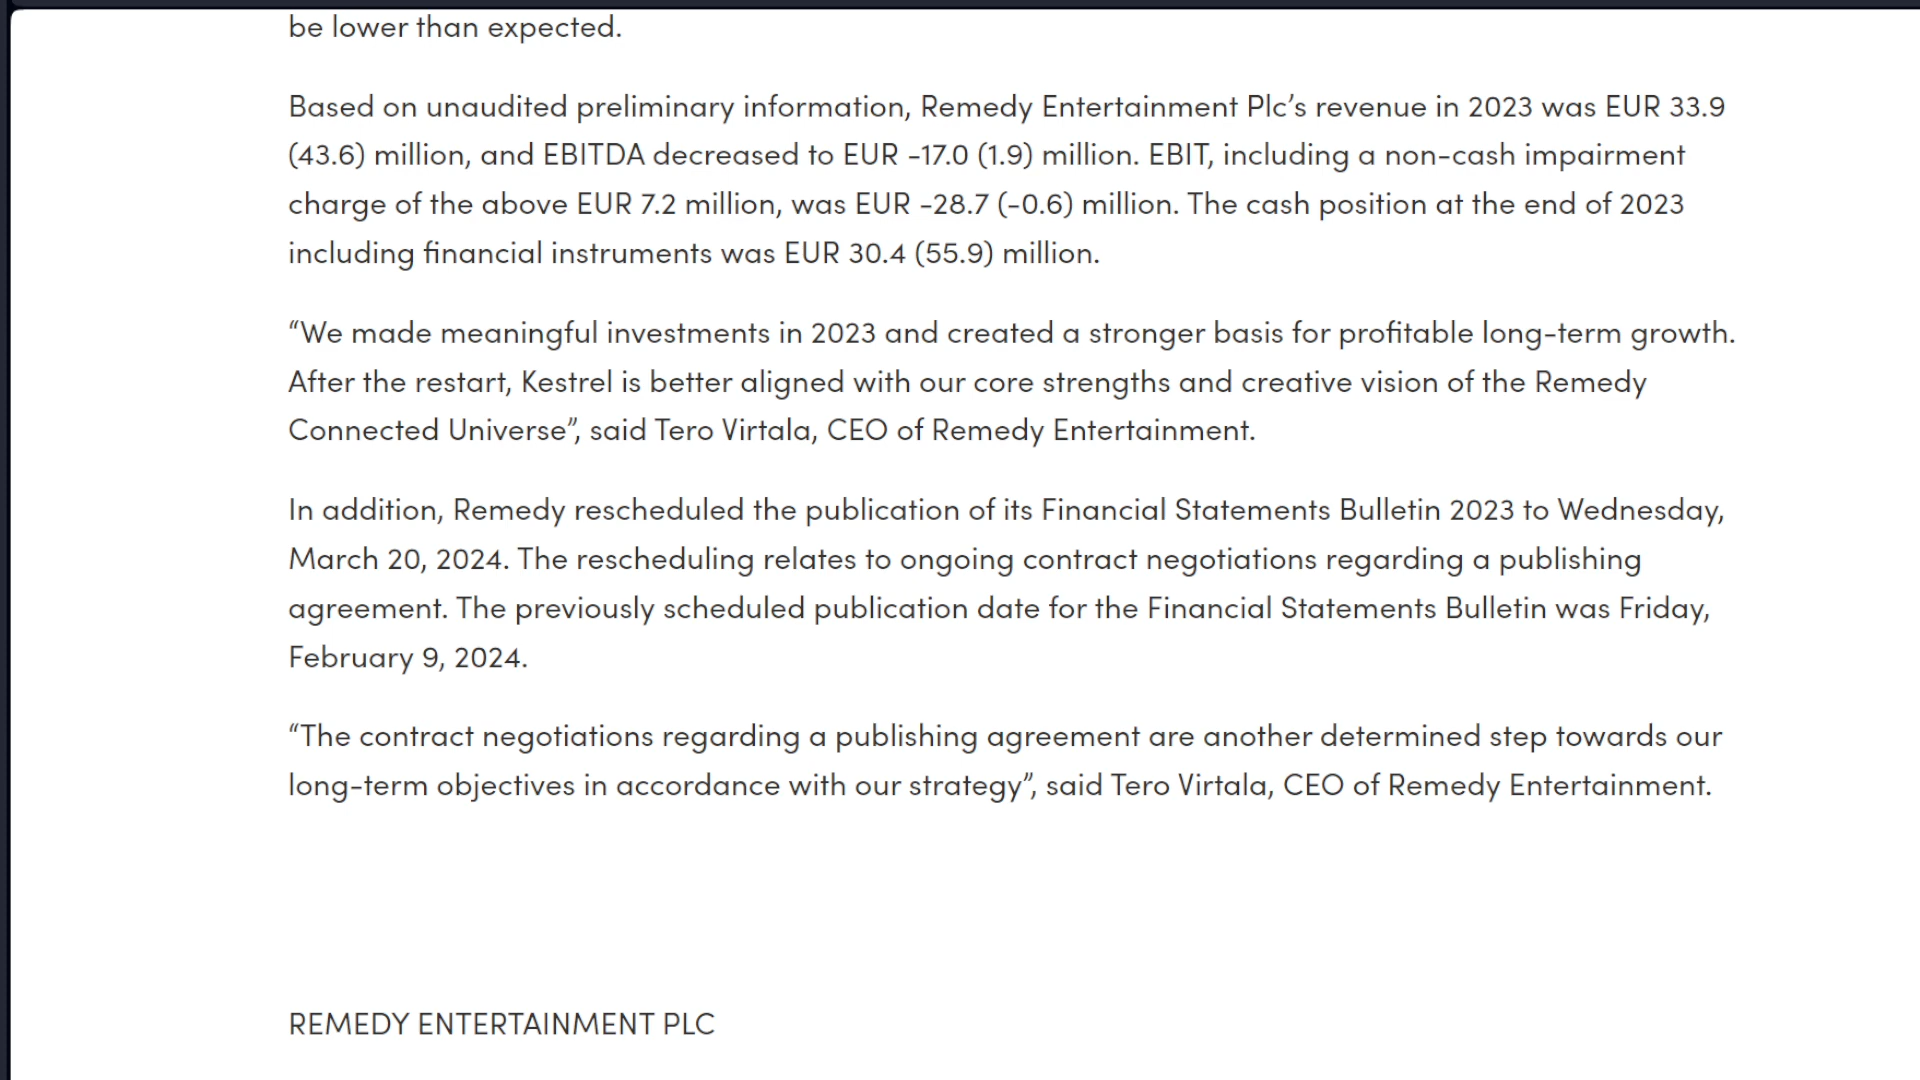 be lower than expected.
Based on unaudited preliminary information, Remedy Entertainment Plc’s revenue in 2023 was EUR 33.9
(43.6) million, and EBITDA decreased to EUR -17.0 (1.9) million. EBIT, including a non-cash impairment
charge of the above EUR 7.2 million, was EUR -28.7 (-0.6) million. The cash position at the end of 2023
including financial instruments was EUR 30.4 (55.9) million.
“We made meaningful investments in 2023 and created a stronger basis for profitable long-term growth.
After the restart, Kestrel is better aligned with our core strengths and creative vision of the Remedy
Connected Universe”, said Tero Virtala, CEO of Remedy Entertainment.
In addition, Remedy rescheduled the publication of its Financial Statements Bulletin 2023 to Wednesday,
March 20, 2024. The rescheduling relates to ongoing contract negotiations regarding a publishing
agreement. The previously scheduled publication date for the Financial Statements Bulletin was Friday,
February 9, 2024.
“The contract negotiations regarding a publishing agreement are another determined step towards our
long-term objectives in accordance with our strategy”, said Tero Virtala, CEO of Remedy Entertainment.
REMEDY ENTERTAINMENT PLC